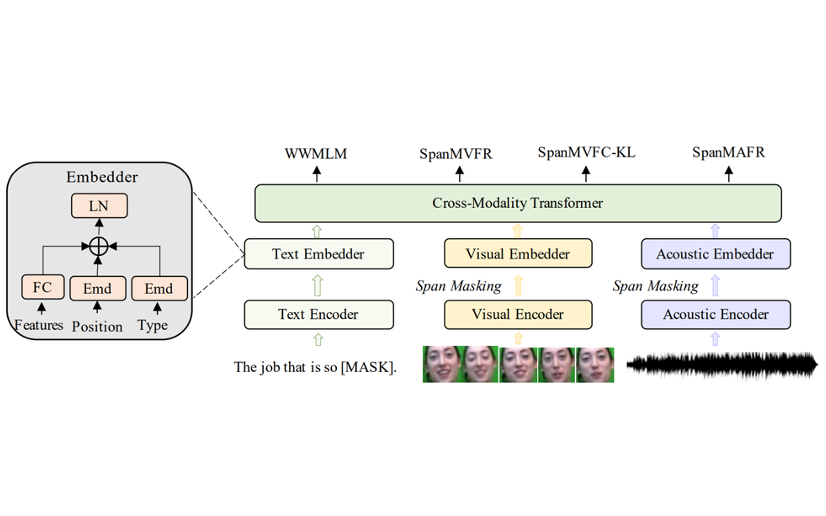 WWMLM
SpanMVFR
SpanMVFC-KL
SpanMAFR
Embedder
LN
FC
Emd
Emd
Features
Position
Type
Cross-Modality Transformer
Text Embedder
Visual Embedder
Acoustic Embedder
Span Masking
Span Masking
Text Encoder
Visual Encoder
Acoustic Encoder
The job that is so [MASK].